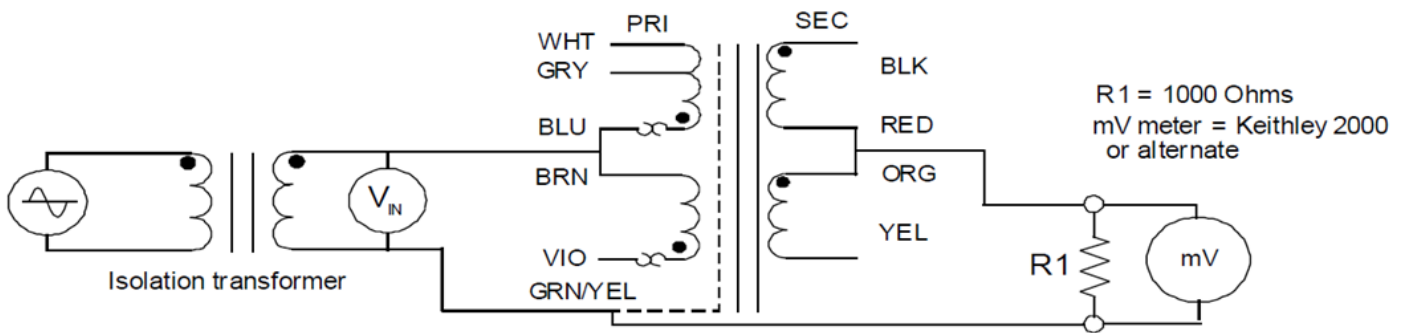 PRI
SEC
WHT
GRY
BLK
BLU
RED
R1 = 1000 Ohms
mV meter = Keithley 2000
or alternate
BRN
ORG
VIN
VIO
YEL
GRN/YEL
R1
mV
Isolation transformer